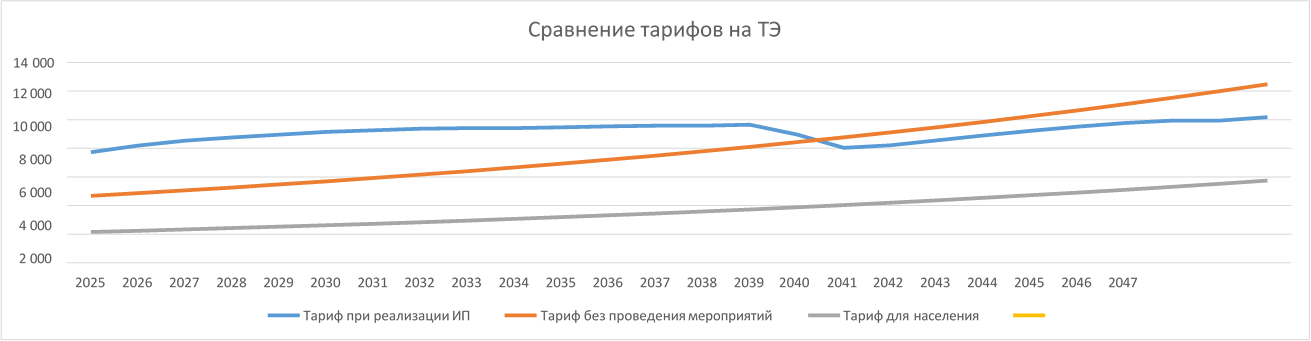 Сравнение тарифов на ТЭ
14 000
12 000
10 000
8 000
6 000
4 000
2 000
2025 2026 2027 2028 2029 2030 2031 2032 2033 2034 2035 2036 2037 2038 2039 2040 2041 2042 2043 2044 2045 2046 2047
Тариф при реализации ИП Тариф без проведения мероприятий Тариф для населения